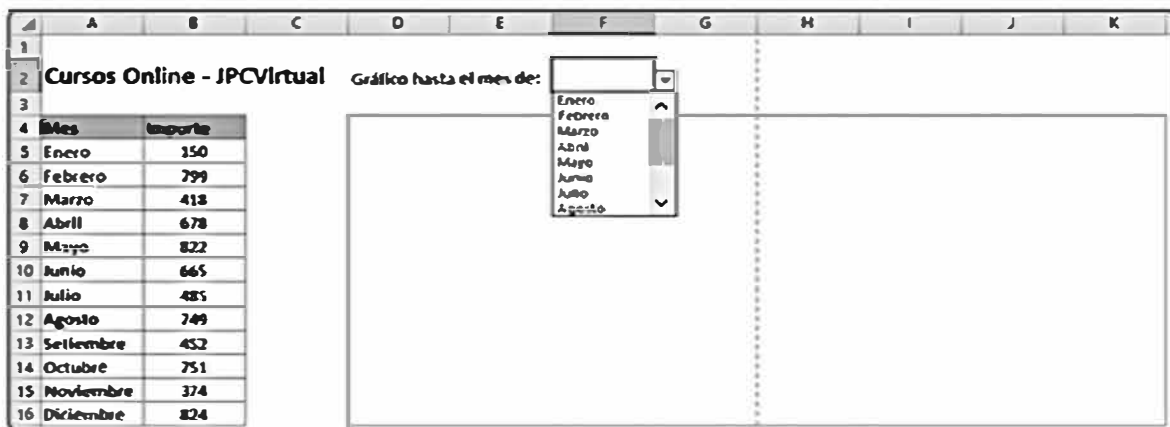 A B C D E F G H I J K
1
2 Cursos Online - JPCVirtual Gráfico hasta el mes de:
3
Enero
Febrero
Marzo
Abril
Mayo
Junio
Julio
Agosto
4 Mes Importe
5 Enero 150
6 Febrero 799
7 Marzo 418
8 Abril 678
9 Mayo 822
10 Junio 665
11 Julio 485
12 Agosto 749
13 Setiembre 452
14 Octubre 751
15 Noviembre 374
16 Diciembre 824